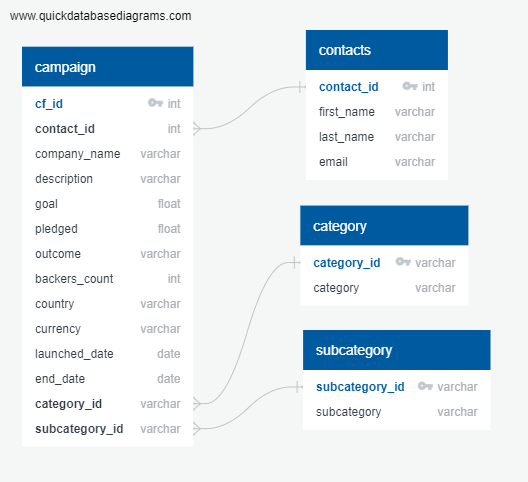 www.quickdatabasediagrams.com
campaign
cf_id int
contact_id int
company_name varchar
description varchar
goal float
pledged float
outcome varchar
backers_count int
country varchar
currency varchar
launched_date date
end_date date
category_id varchar
subcategory_id varchar
contacts
contact_id int
first_name varchar
last_name varchar
email varchar
category
category_id varchar
category varchar
subcategory
subcategory_id varchar
subcategory varchar